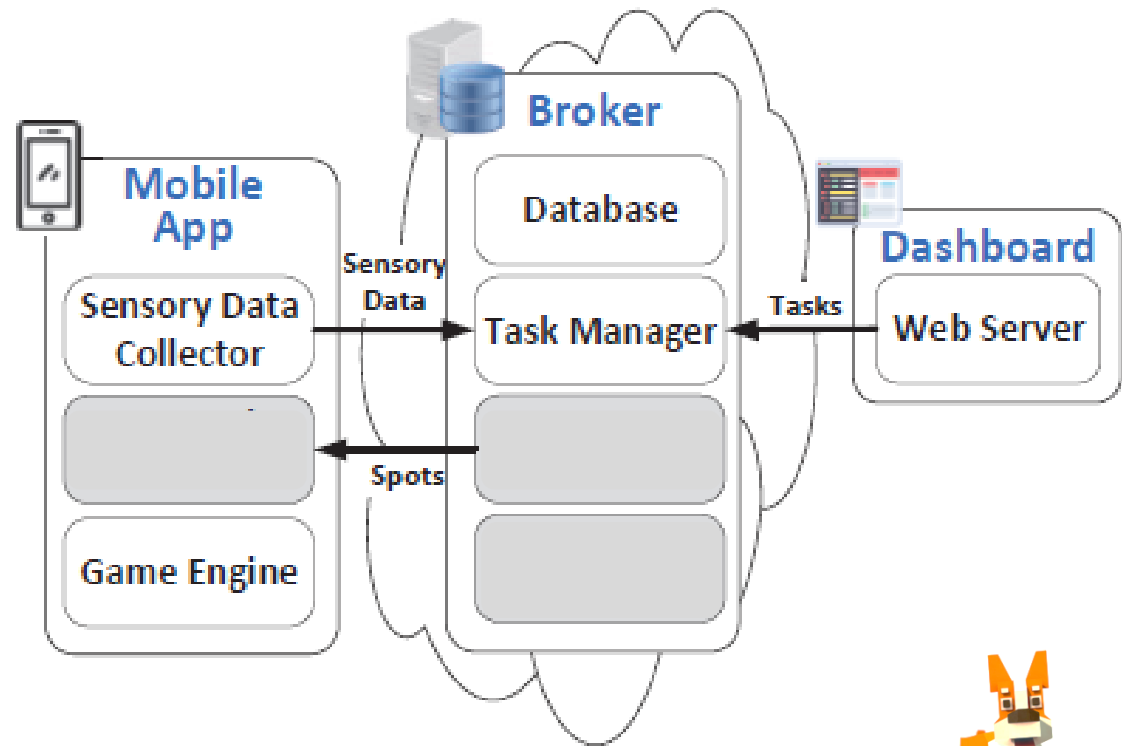 Broker
Mobile
App
Database
Dashboard
Sensory
Data
Sensory Data
Collector
Task Manager
Tasks
Web Server
Spots
Game Engine